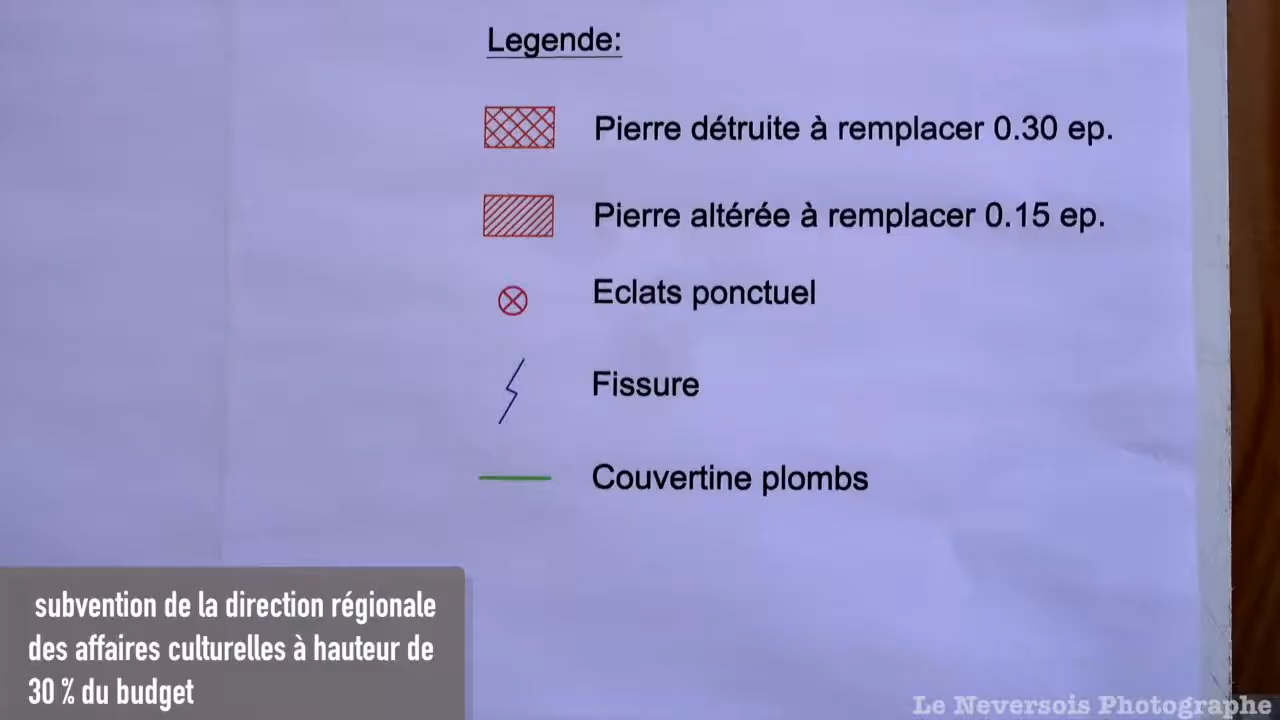 Legende:
Pierre détruite à remplacer 0.30 ep.
Pierre altérée à remplacer 0.15 ep.
Eclats ponctuel
Fissure
Couvertine plombs
subvention de la direction régionale
des affaires culturelles à hauteur de
30 % du budget
Le Neversois Photographe